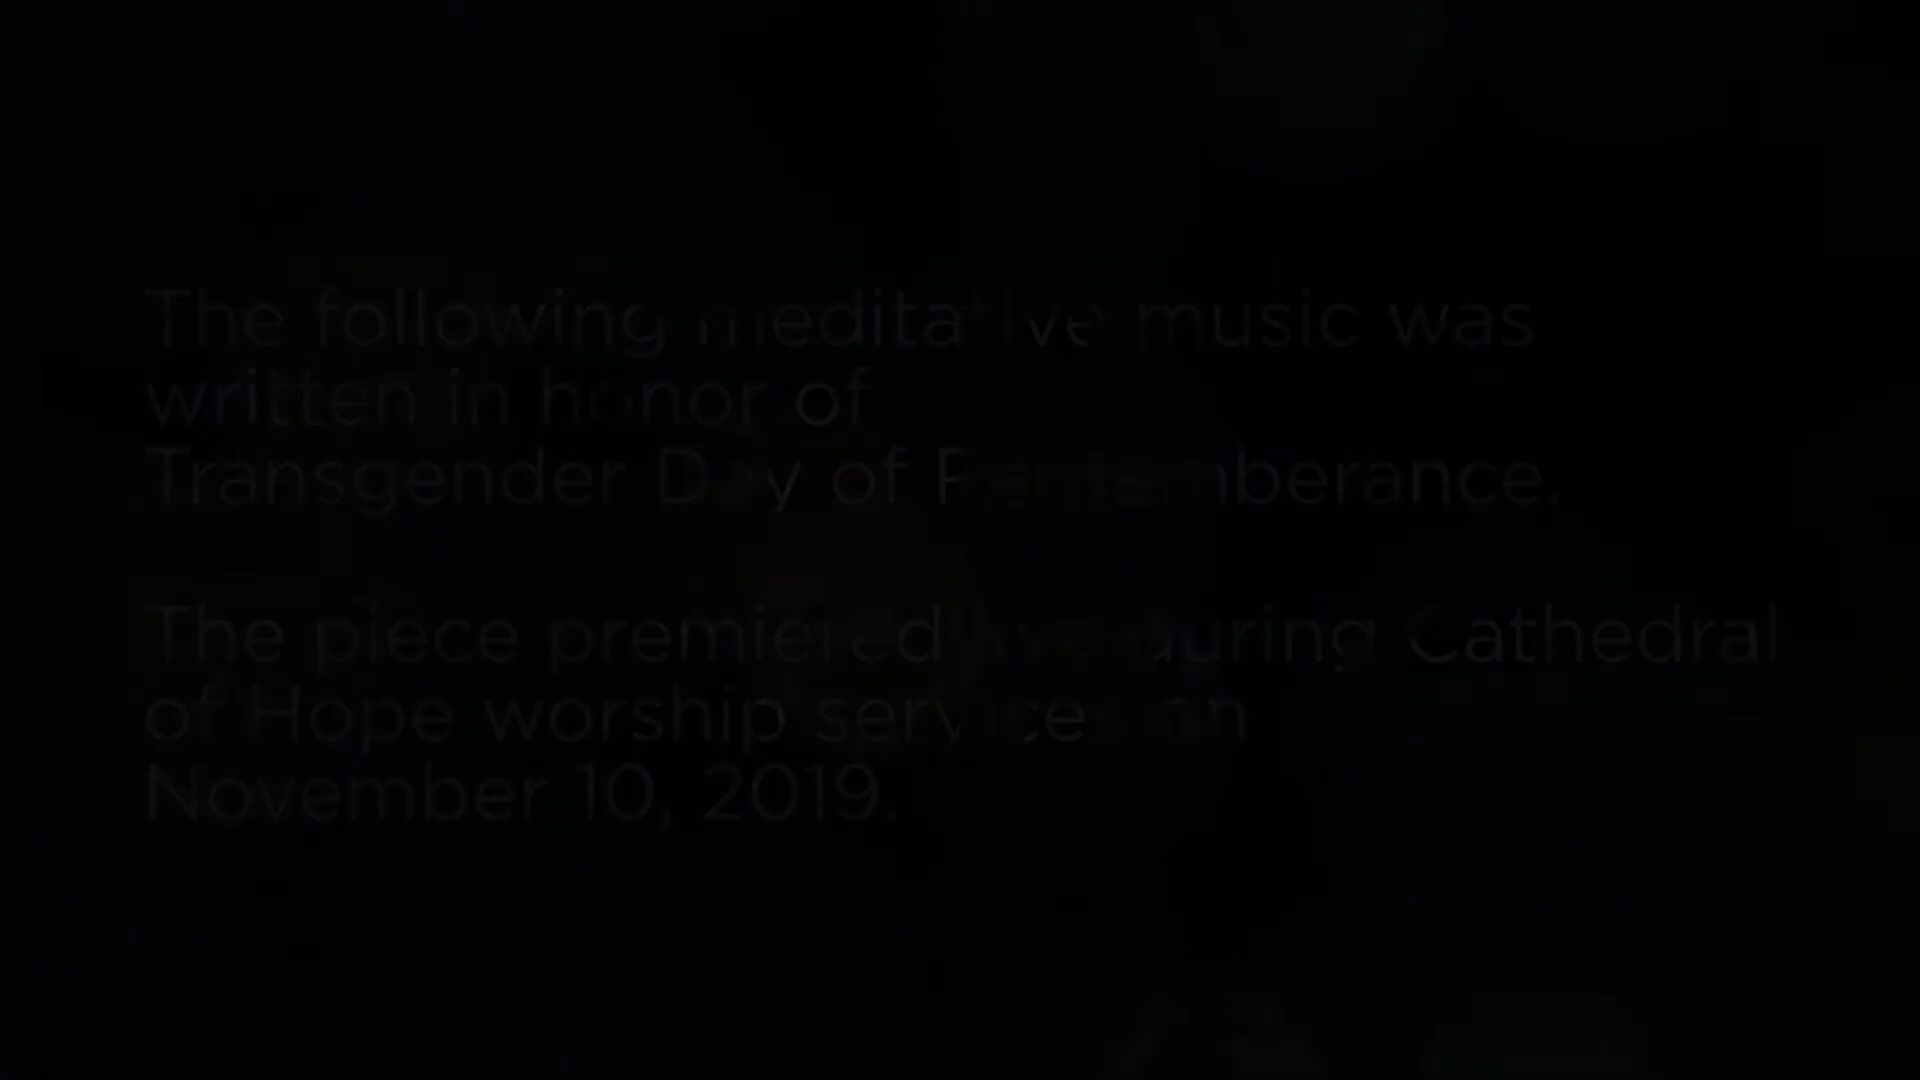 The following meditative music was
written in honor of
Transgender Day of Rememberance.
The piece premiered live during Cathedral
of Hope worship services on
November 10, 2019.